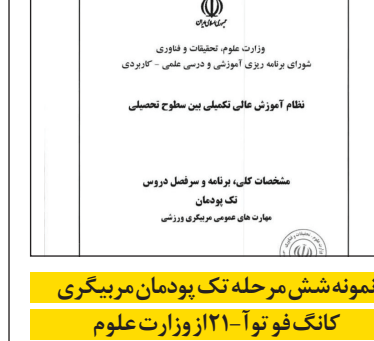 جمهوری اسلامی ایران
وزارت علوم، تحقیقات و فناوری
شورای برنامه ریزی آموزشی و درسی علمی - کاربردی
نظام آموزش عالی تکمیلی بین سطوح تحصیلی
مشخصات کلی، برنامه و سرفصل دروس
تک پودمان
مهارت های عمومی مربیگری ورزشی
نمونه شش مرحله تک پودمان مربیگری
کانگ فو توآ -۲۱ از وزارت علوم